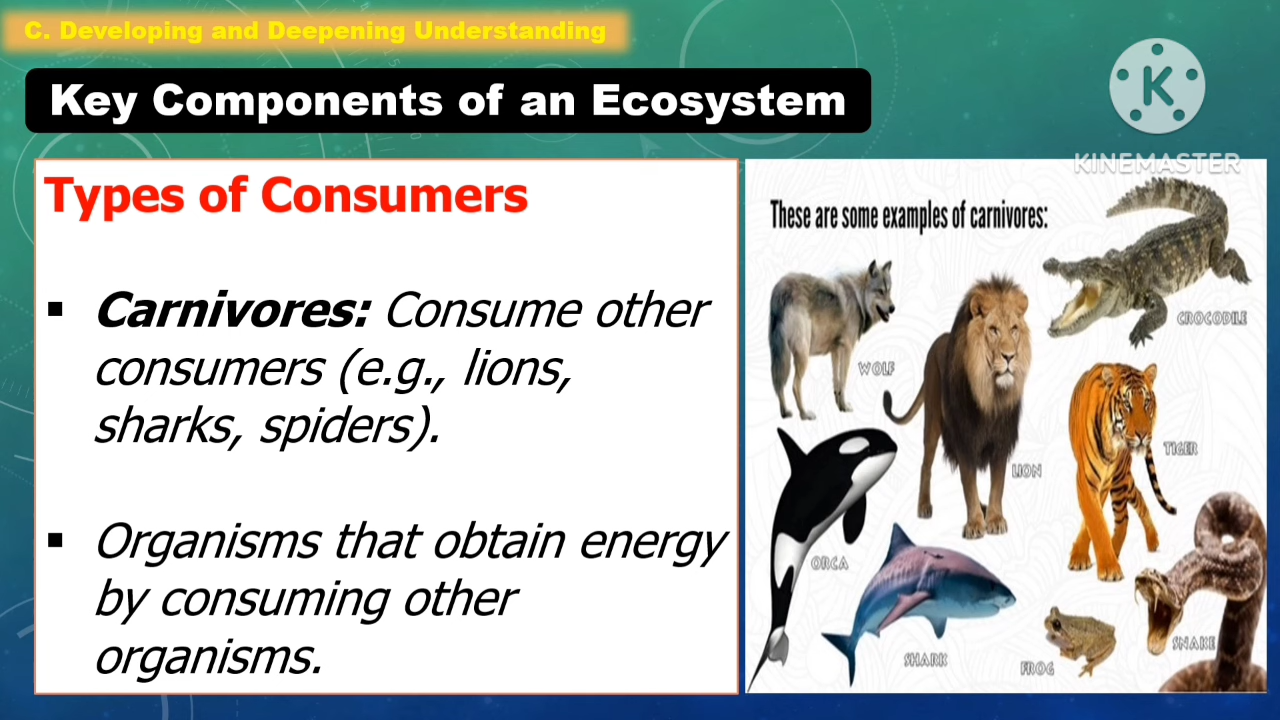 C. Developing and Deepening Understanding
Key Components of an Ecosystem
K
KINEMASTER
Types of Consumers
▪ Carnivores: Consume other
consumers (e.g., lions,
sharks, spiders).
▪ Organisms that obtain energy
by consuming other
organisms.
These are some examples of carnivores:
CROCODILE
WOLF
LION
TIGER
ORCA
SHARK
FROG
SNAKE